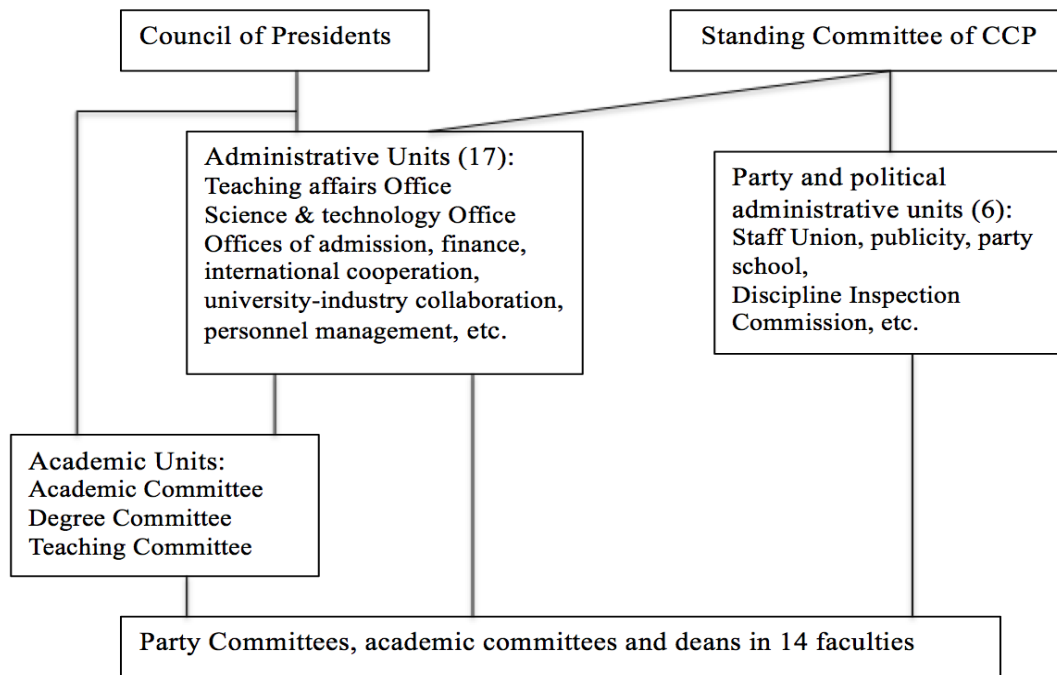 Council of Presidents
Standing Committee of CCP
Administrative Units (17):
Teaching affairs Office
Science & technology Office
Offices of admission, finance,
international cooperation,
university-industry collaboration,
personnel management, etc.
Party and political
administrative units (6):
Staff Union, publicity, party
school,
Discipline Inspection
Commission, etc.
Academic Units:
Academic Committee
Degree Committee
Teaching Committee
Party Committees, academic committees and deans in 14 faculties